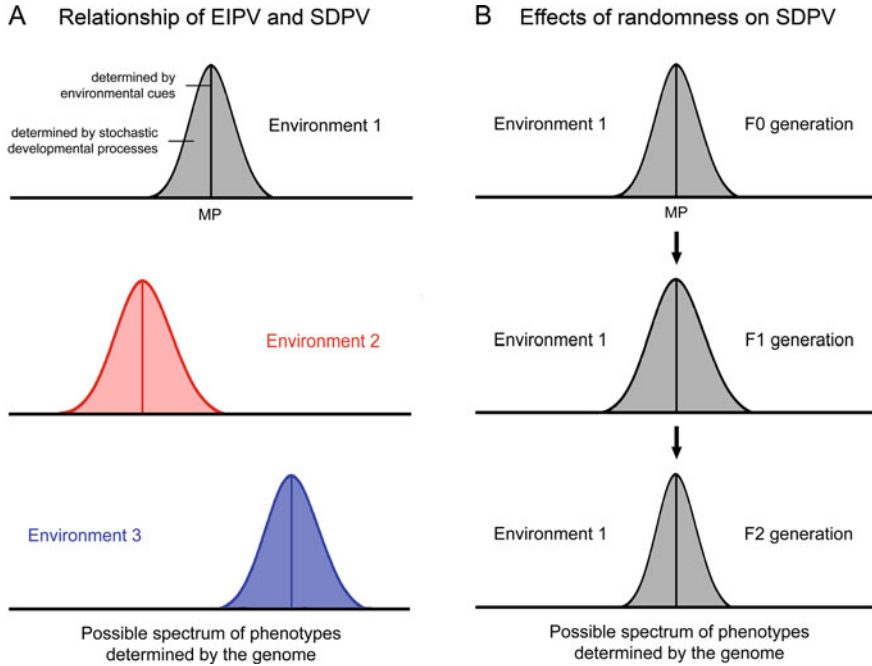 A Relationship of EIPV and SDPV
determined by
environmental cues
determined by stochastic
developmental processes
Environment 1
MP
Environment 2
Environment 3
Possible spectrum of phenotypes
determined by the genome
B Effects of randomness on SDPV
Environment 1 F0 generation
MP
Environment 1 F1 generation
Environment 1 F2 generation
Possible spectrum of phenotypes
determined by the genome